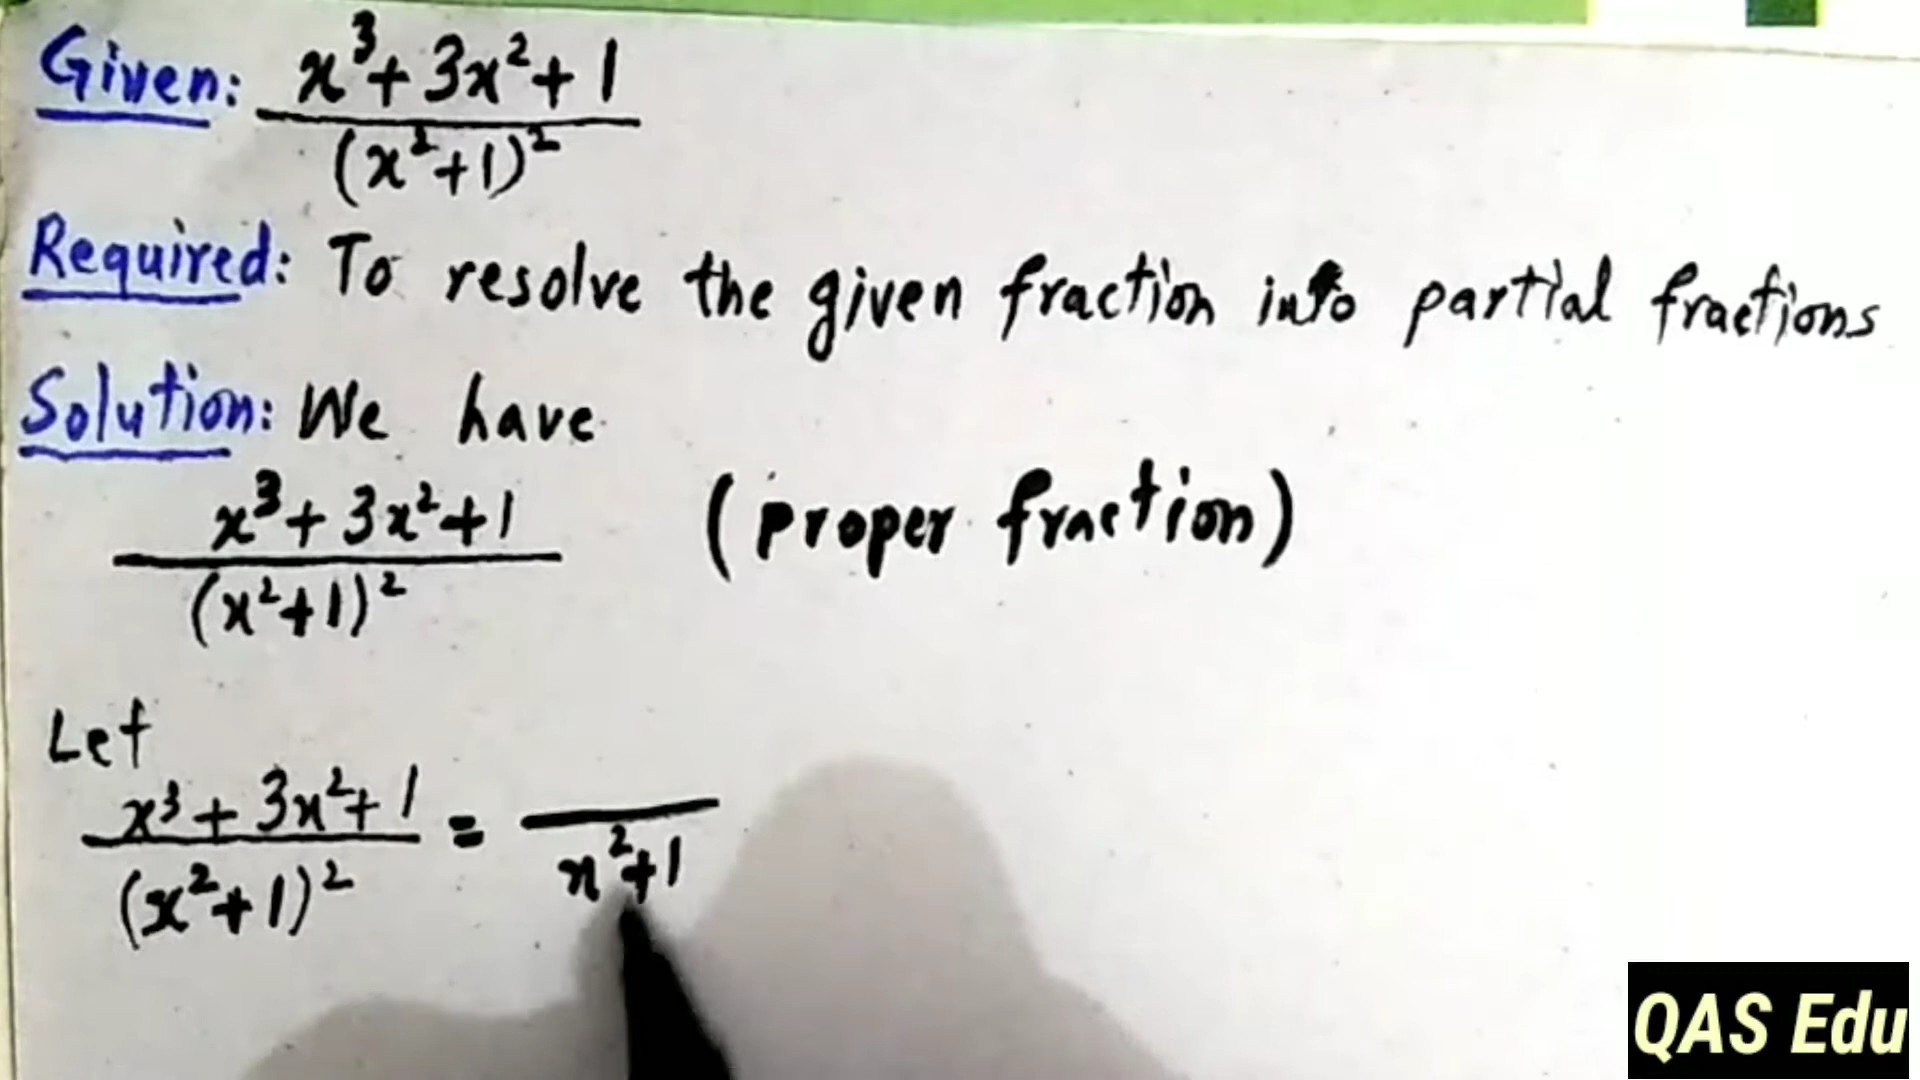 Given: x³ + 3x² + 1
(x² + 1)²
Required: To resolve the given fraction into partial fractions
Solution: We have
x³ + 3x² + 1 (proper fraction)
(x² + 1)²
Let
x³ + 3x² + 1 =
(x² + 1)² x² + 1
QAS Edu